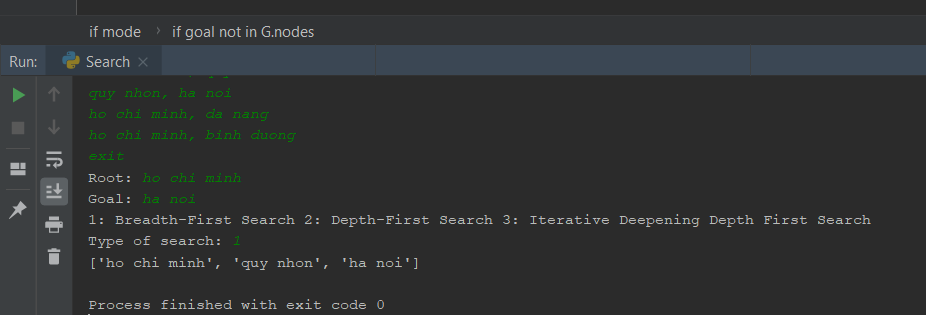 if mode › if goal not in G.nodes
Run: Search ×
quy nhon, ha noi
ho chi minh, da nang
ho chi minh, binh duong
exit
Root: ho chi minh
Goal: ha noi
1: Breadth-First Search 2: Depth-First Search 3: Iterative Deepening Depth First Search
Type of search: 1
['ho chi minh', 'quy nhon', 'ha noi']
Process finished with exit code 0